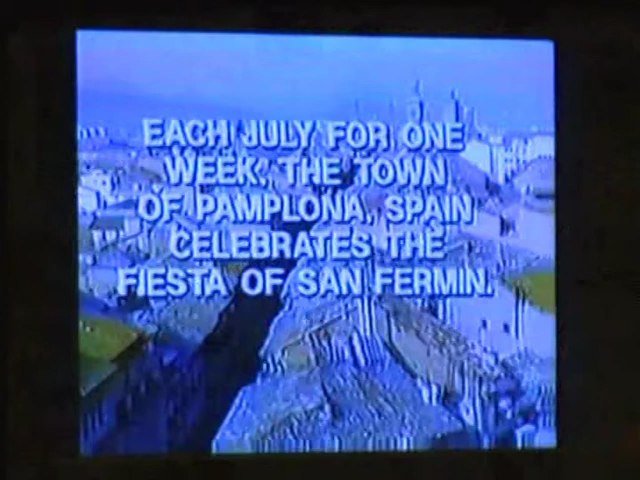 EACH JULY FOR ONE
WEEK, THE TOWN
OF PAMPLONA, SPAIN
CELEBRATES THE
FIESTA OF SAN FERMIN.